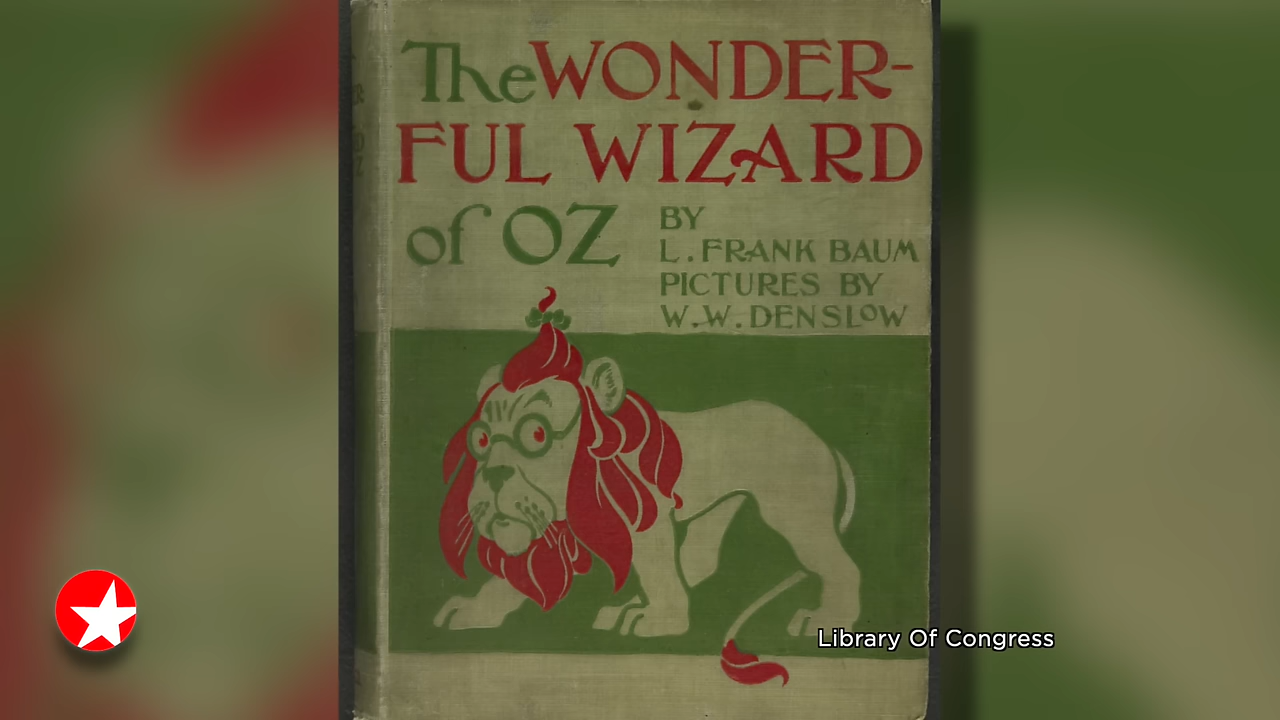 The WONDER-
FUL WIZARD
of OZ
BY
L. FRANK BAUM
PICTURES BY
W. W. DENSLOW
Library Of Congress